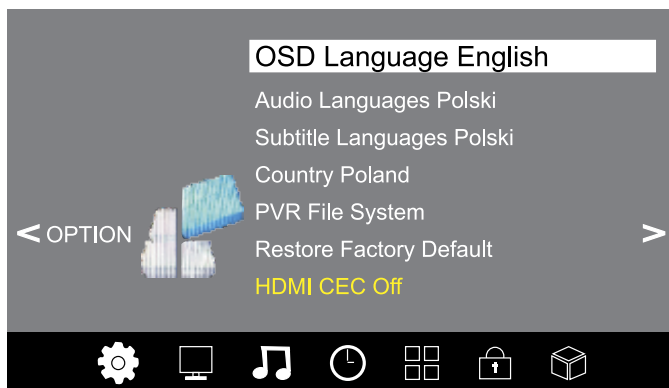 OSD Language English
Audio Languages Polski
Subtitle Languages Polski
Country Poland
PVR File System
< OPTION >
Restore Factory Default
HDMI CEC Off